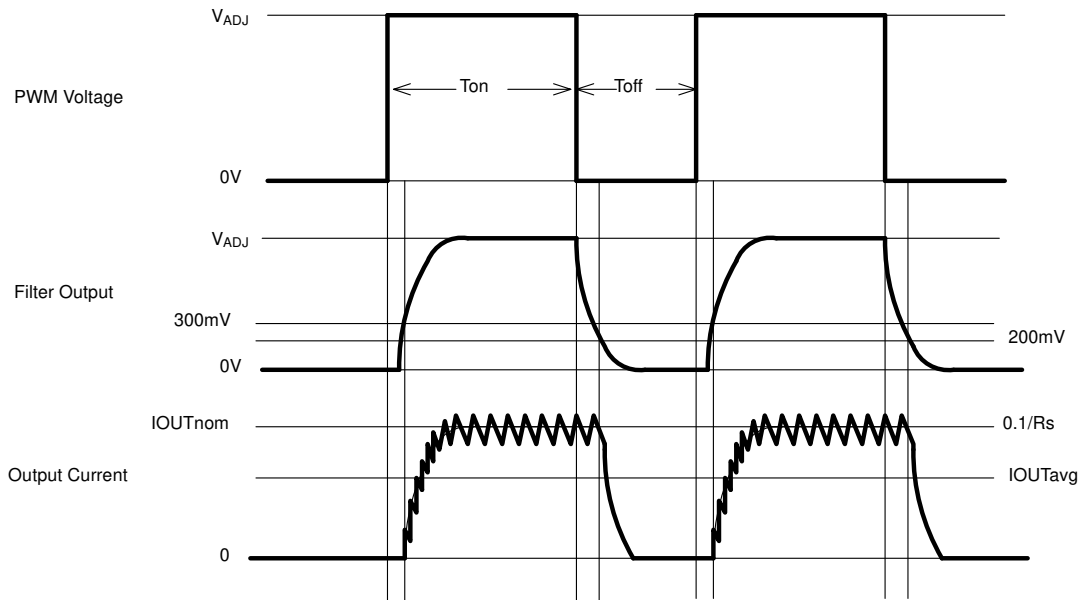 VADJ
Ton
Toff
PWM Voltage
0V
VADJ
Filter Output
300mV
200mV
0V
IOUTnom
0.1/Rs
Output Current
IOUTavg
0